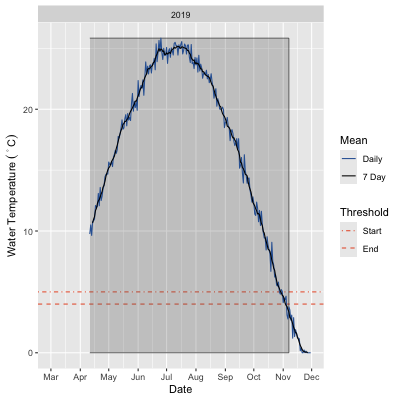 2019
Water Temperature ( °C)
20
10
0
Mar Apr May Jun Jul Aug Sep Oct Nov Dec
Date
Mean
Daily
7 Day
Threshold
Start
End